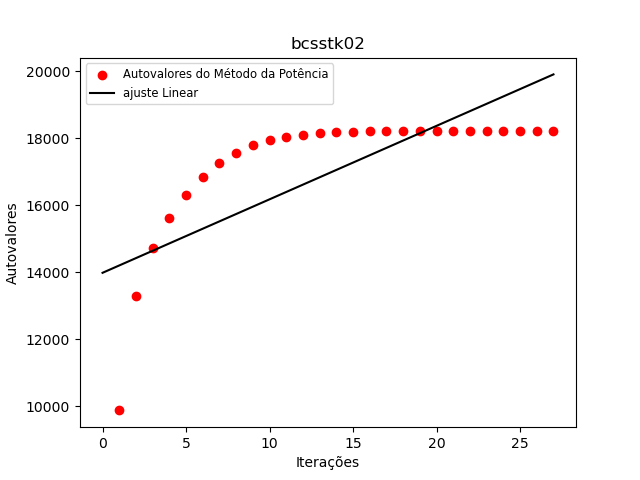 bcsstk02
Autovalores do Método da Potência
ajuste Linear
20000
18000
16000
14000
12000
10000
Autovalores
0 5 10 15 20 25
Iterações